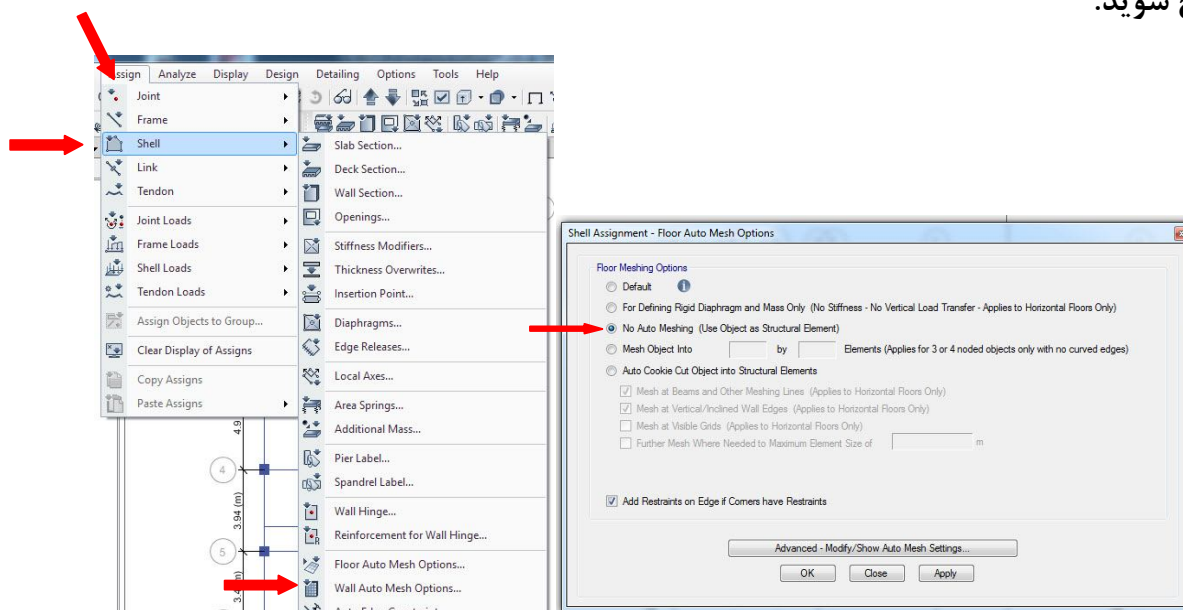 شوید.
Assign Analyze Display Design Detailing Options Tools Help
Joint
Frame
Shell
Link
Tendon
Joint Loads
Frame Loads
Shell Loads
Tendon Loads
Assign Objects to Group...
Clear Display of Assigns
Copy Assigns
Paste Assigns
Slab Section...
Deck Section...
Wall Section...
Openings...
Stiffness Modifiers...
Thickness Overwrites...
Insertion Point...
Diaphragms...
Edge Releases...
Local Axes...
Area Springs...
Additional Mass...
Pier Label...
Spandrel Label...
Wall Hinge...
Reinforcement for Wall Hinge...
Floor Auto Mesh Options...
Wall Auto Mesh Options...
4
3.94 (m)
5
Shell Assignment - Floor Auto Mesh Options
Floor Meshing Options
Default
For Defining Rigid Diaphragm and Mass Only (No Stiffness - No Vertical Load Transfer - Applies to Horizontal Floors Only)
No Auto Meshing (Use Object as Structural Element)
Mesh Object Into by Elements (Applies for 3 or 4 noded objects only with no curved edges)
Auto Cookie Cut Object into Structural Elements
Mesh at Beams and Other Meshing Lines (Applies to Horizontal Floors Only)
Mesh at Vertical/Inclined Wall Edges (Applies to Horizontal Floors Only)
Mesh at Visible Grids (Applies to Horizontal Floors Only)
Further Mesh Where Needed to Maximum Element Size of m
Add Restraints on Edge if Corners have Restraints
Advanced - Modify/Show Auto Mesh Settings...
OK Close Apply